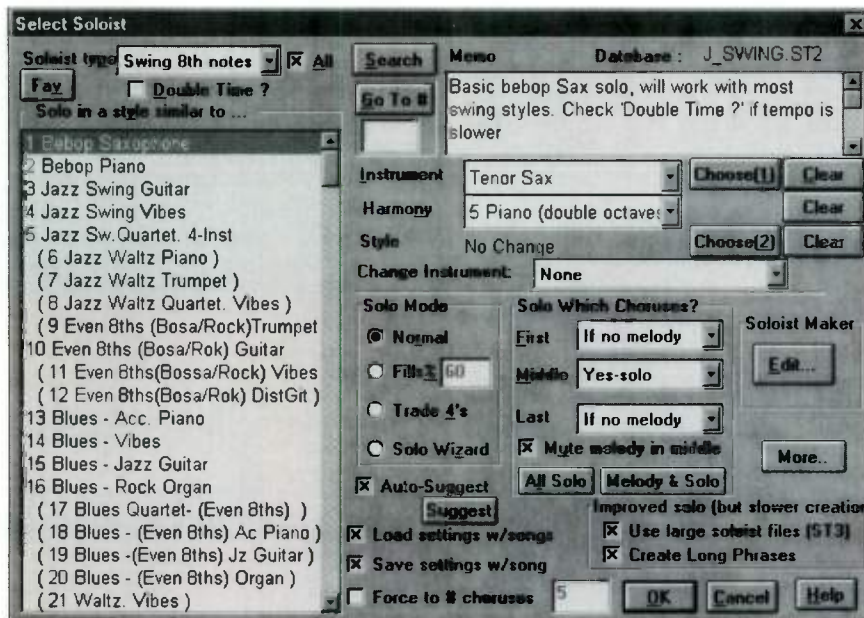 Select Soloist
Soloist type Swing 8th notes All
Fav Double Time ?
Solo in a style similar to ...
1 Bebop Saxophone
2 Bebop Piano
3 Jazz Swing Guitar
4 Jazz Swing Vibes
5 Jazz Sw.Quartet. 4-Inst
( 6 Jazz Waltz Piano )
( 7 Jazz Waltz Trumpet )
( 8 Jazz Waltz Quartet. Vibes )
( 9 Even 8ths (Bosa/Rock)Trumpet
10 Even 8ths (Bosa/Rok) Guitar
( 11 Even 8ths(Bossa/Rock) Vibes
( 12 Even 8ths(Bosa/Rok) DistGrt )
13 Blues - Acc. Piano
14 Blues - Vibes
15 Blues - Jazz Guitar
16 Blues - Rock Organ
( 17 Blues Quartet- (Even 8ths) )
( 18 Blues - (Even 8ths) Ac Piano )
( 19 Blues -(Even 8ths) Jz Guitar )
( 20 Blues - (Even 8ths) Organ )
( 21 Waltz. Vibes )
Search Memo Database : J_SWING.ST2
Go To #
Basic bebop Sax solo, will work with most
swing styles. Check 'Double Time ?' if tempo is
slower
Instrument Tenor Sax Choose(1) Clear
Harmony 5 Piano (double octaves Clear
Style No Change Choose(2) Clear
Change Instrument: None
Solo Mode
Normal
Fills% 60
Trade 4's
Solo Wizard
Solo Which Choruses?
First If no melody
Middle Yes-solo
Last If no melody
Mute melody in middle
All Solo Melody & Solo
Soloist Maker
Edit...
More..
Auto-Suggest
Suggest
Load settings w/songs
Save settings w/song
Force to # choruses 5
Improved solo (but slower creation
Use large soloist files (ST3)
Create Long Phrases
OK Cancel Help